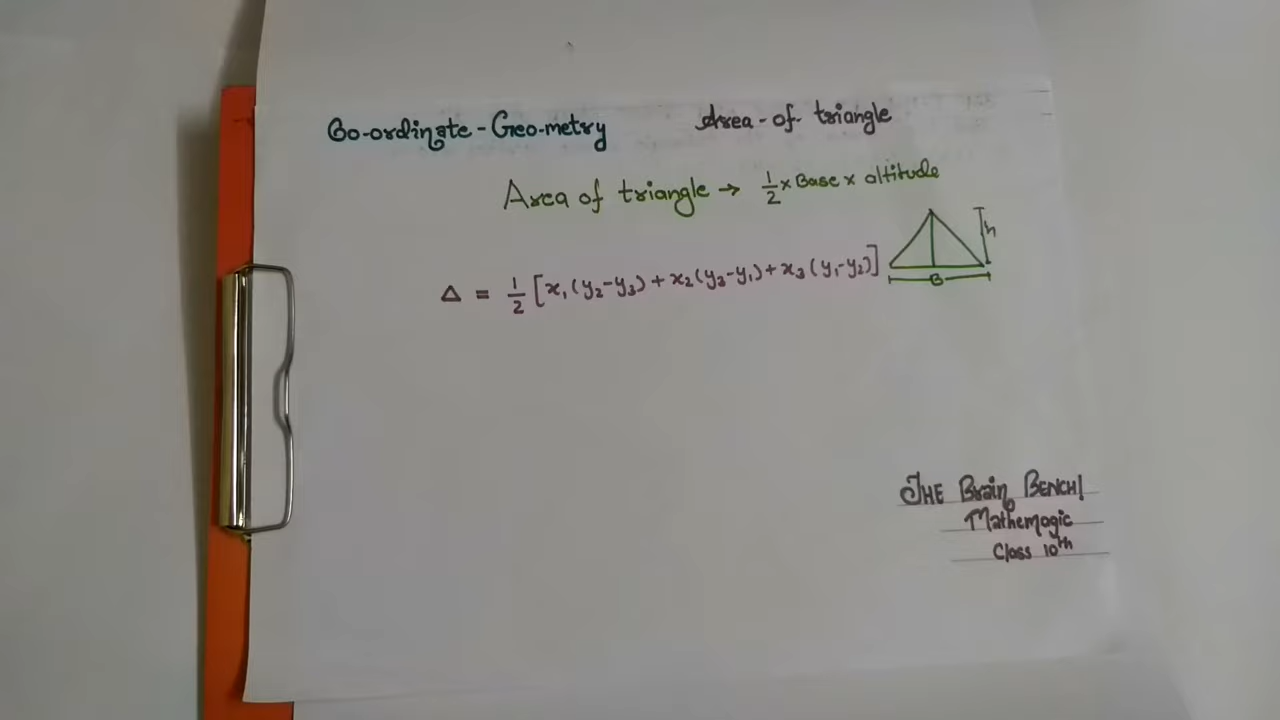 Co-ordinate-Geo-metry Area-of-triangle
Area of triangle → 1/2 × Base × altitude
h
Δ = 1/2 [x₁(y₂-y₃)+x₂(y₃-y₁)+x₃(y₁-y₂)]
B
THE Brain BENCH!
Mathemagic
Class 10th